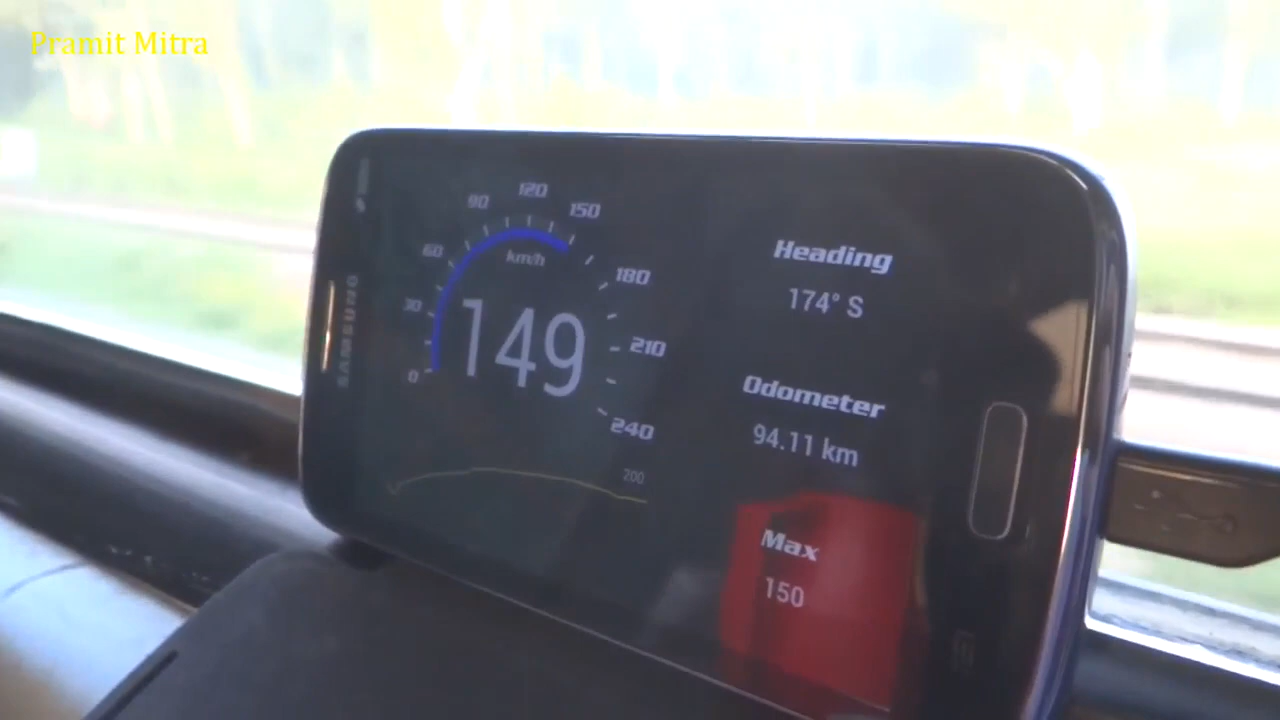 Pramit Mitra
SAMSUNG
0
30
60
90
120
150
180
210
240
km/h
149
200
Heading
174° S
Odometer
94.11 km
Max
150